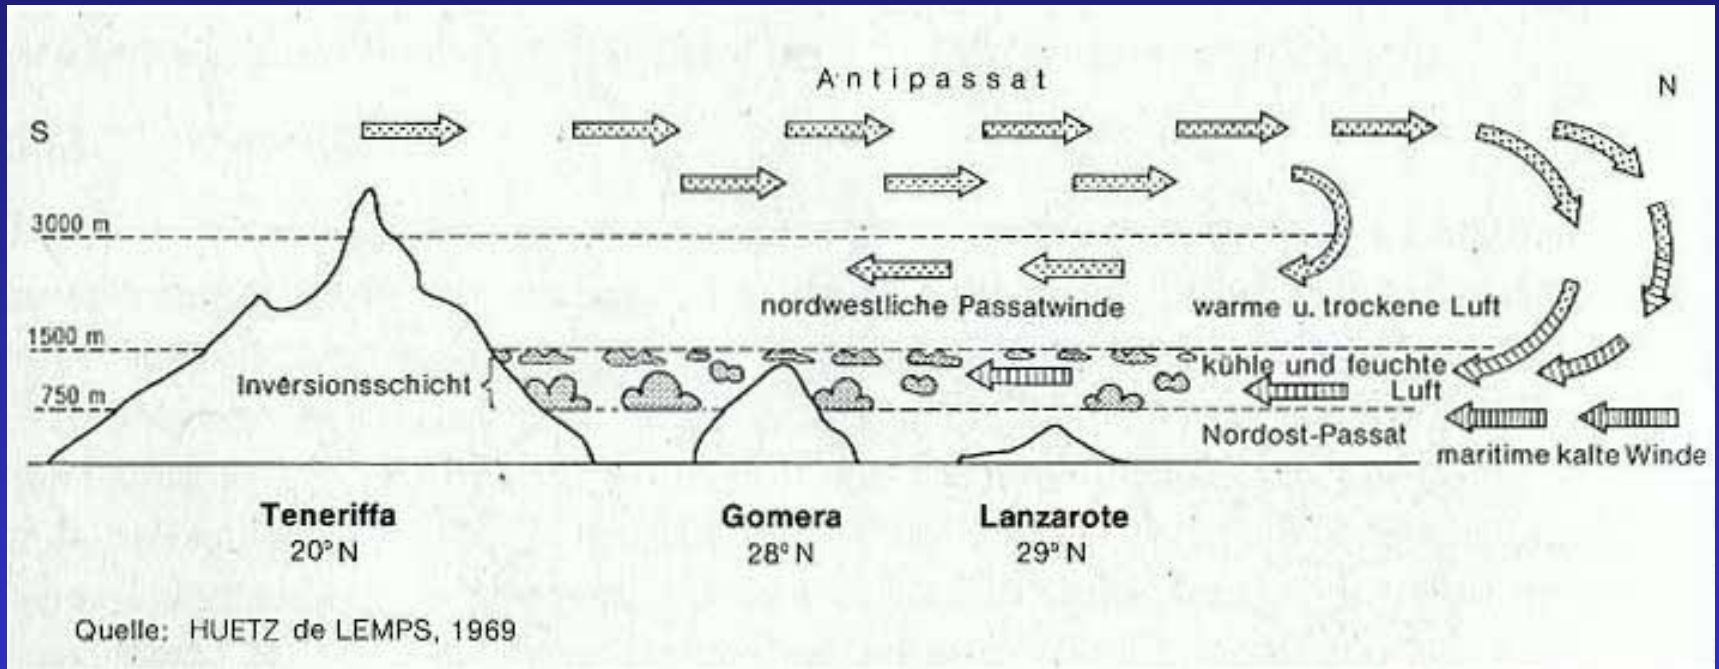 Antipassat
S
N
3000 m
nordwestliche Passatwinde
warme u. trockene Luft
1500 m
kühle und feuchte
Luft
Inversionsschicht
750 m
Nordost-Passat
maritime kalte Winde
Teneriffa
20° N
Gomera
28° N
Lanzarote
29° N
Quelle: HUETZ de LEMPS, 1969